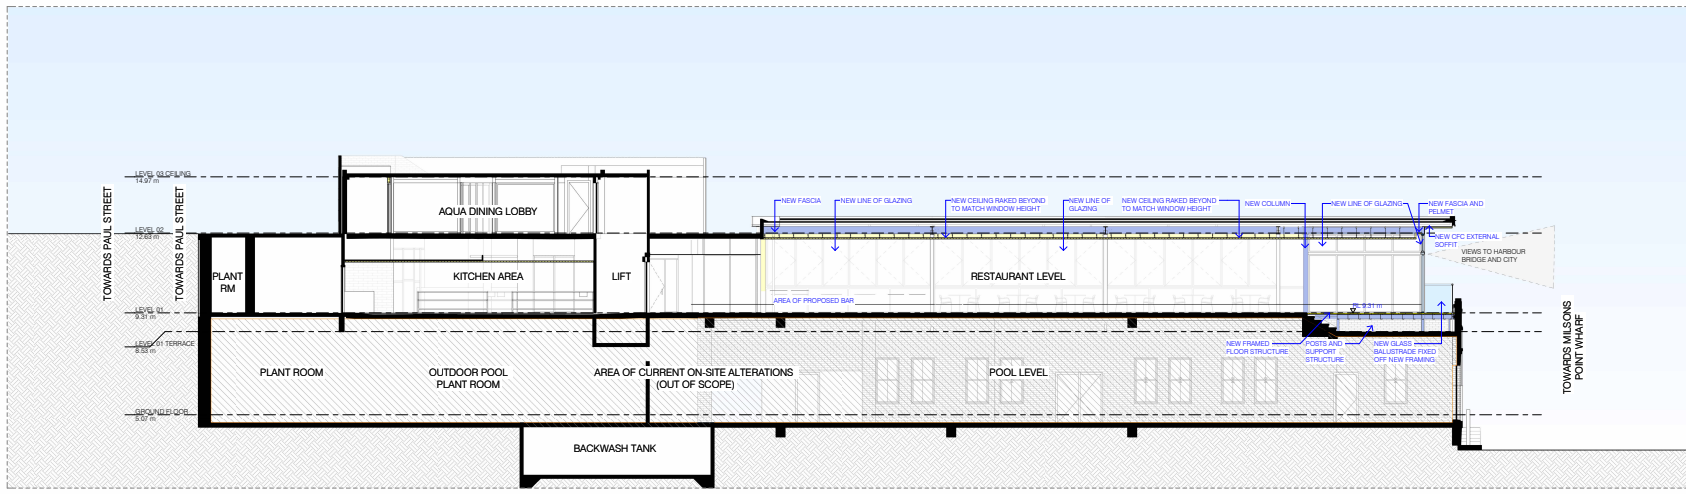 LEVEL 03 CEILING
14.97 m
TOWARDS PAUL STREET
TOWARDS PAUL STREET
AQUA DINING LOBBY
NEW FASCIA
NEW LINE OF GLAZING
NEW CEILING RAKED BEYOND
TO MATCH WINDOW HEIGHT
NEW LINE OF
GLAZING
NEW CEILING RAKED BEYOND
TO MATCH WINDOW HEIGHT
NEW COLUMN
NEW LINE OF GLAZING
NEW FASCIA AND
PELMET
LEVEL 02
12.63 m
NEW CFC EXTERNAL
SOFFIT
VIEWS TO HARBOUR
BRIDGE AND CITY
PLANT
RM
KITCHEN AREA
LIFT
RESTAURANT LEVEL
AREA OF PROPOSED BAR
LEVEL 01
9.31 m
RL 9.31 m
LEVEL 01 TERRACE
8.53 m
NEW FRAMED
FLOOR STRUCTURE
POSTS AND
SUPPORT
STRUCTURE
NEW GLASS
BALUSTRADE FIXED
OFF NEW FRAMING
TOWARDS MILSONS
POINT WHARF
PLANT ROOM
OUTDOOR POOL
PLANT ROOM
AREA OF CURRENT ON-SITE ALTERATIONS
(OUT OF SCOPE)
POOL LEVEL
GROUND FLOOR
5.07 m
BACKWASH TANK